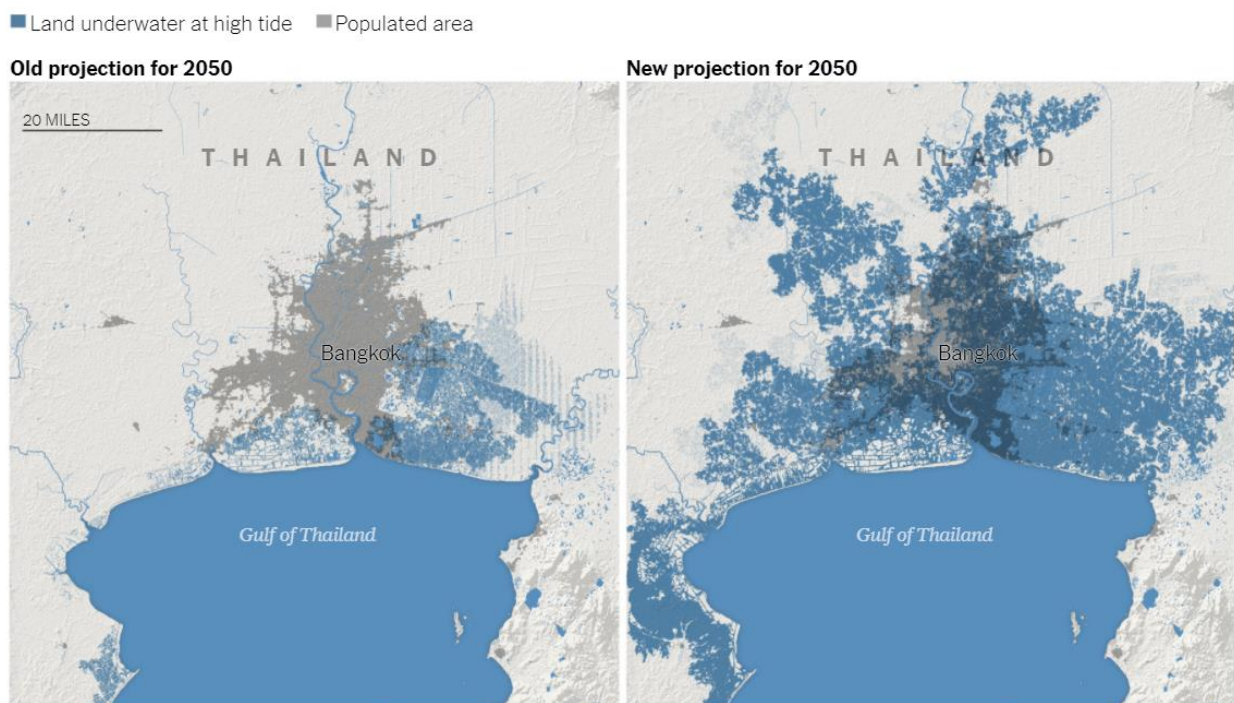 Land underwater at high tide
Populated area
Old projection for 2050
New projection for 2050
20 MILES
THAILAND
THAILAND
Bangkok
Bangkok
Gulf of Thailand
Gulf of Thailand